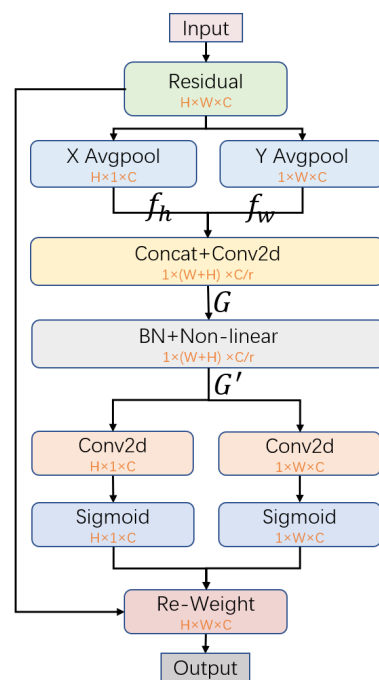 Input
Residual
H×W×C
X Avgpool
H×1×C
Y Avgpool
1×W×C
f_h
f_w
Concat+Conv2d
1×(W+H) ×C/r
G
BN+Non-linear
1×(W+H) ×C/r
G′
Conv2d
H×1×C
Conv2d
1×W×C
Sigmoid
H×1×C
Sigmoid
1×W×C
Re-Weight
H×W×C
Output